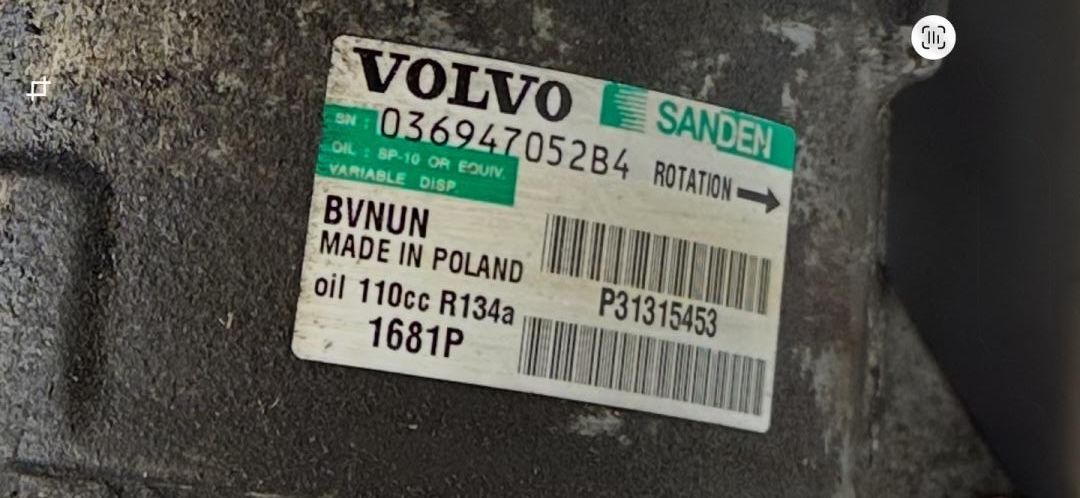 VOLVO SANDEN
SN : 036947052B4
OIL : SP-10 OR EQUIV.
VARIABLE DISP.
ROTATION
BVNUN
MADE IN POLAND
oil 110cc R134a
P31315453
1681P